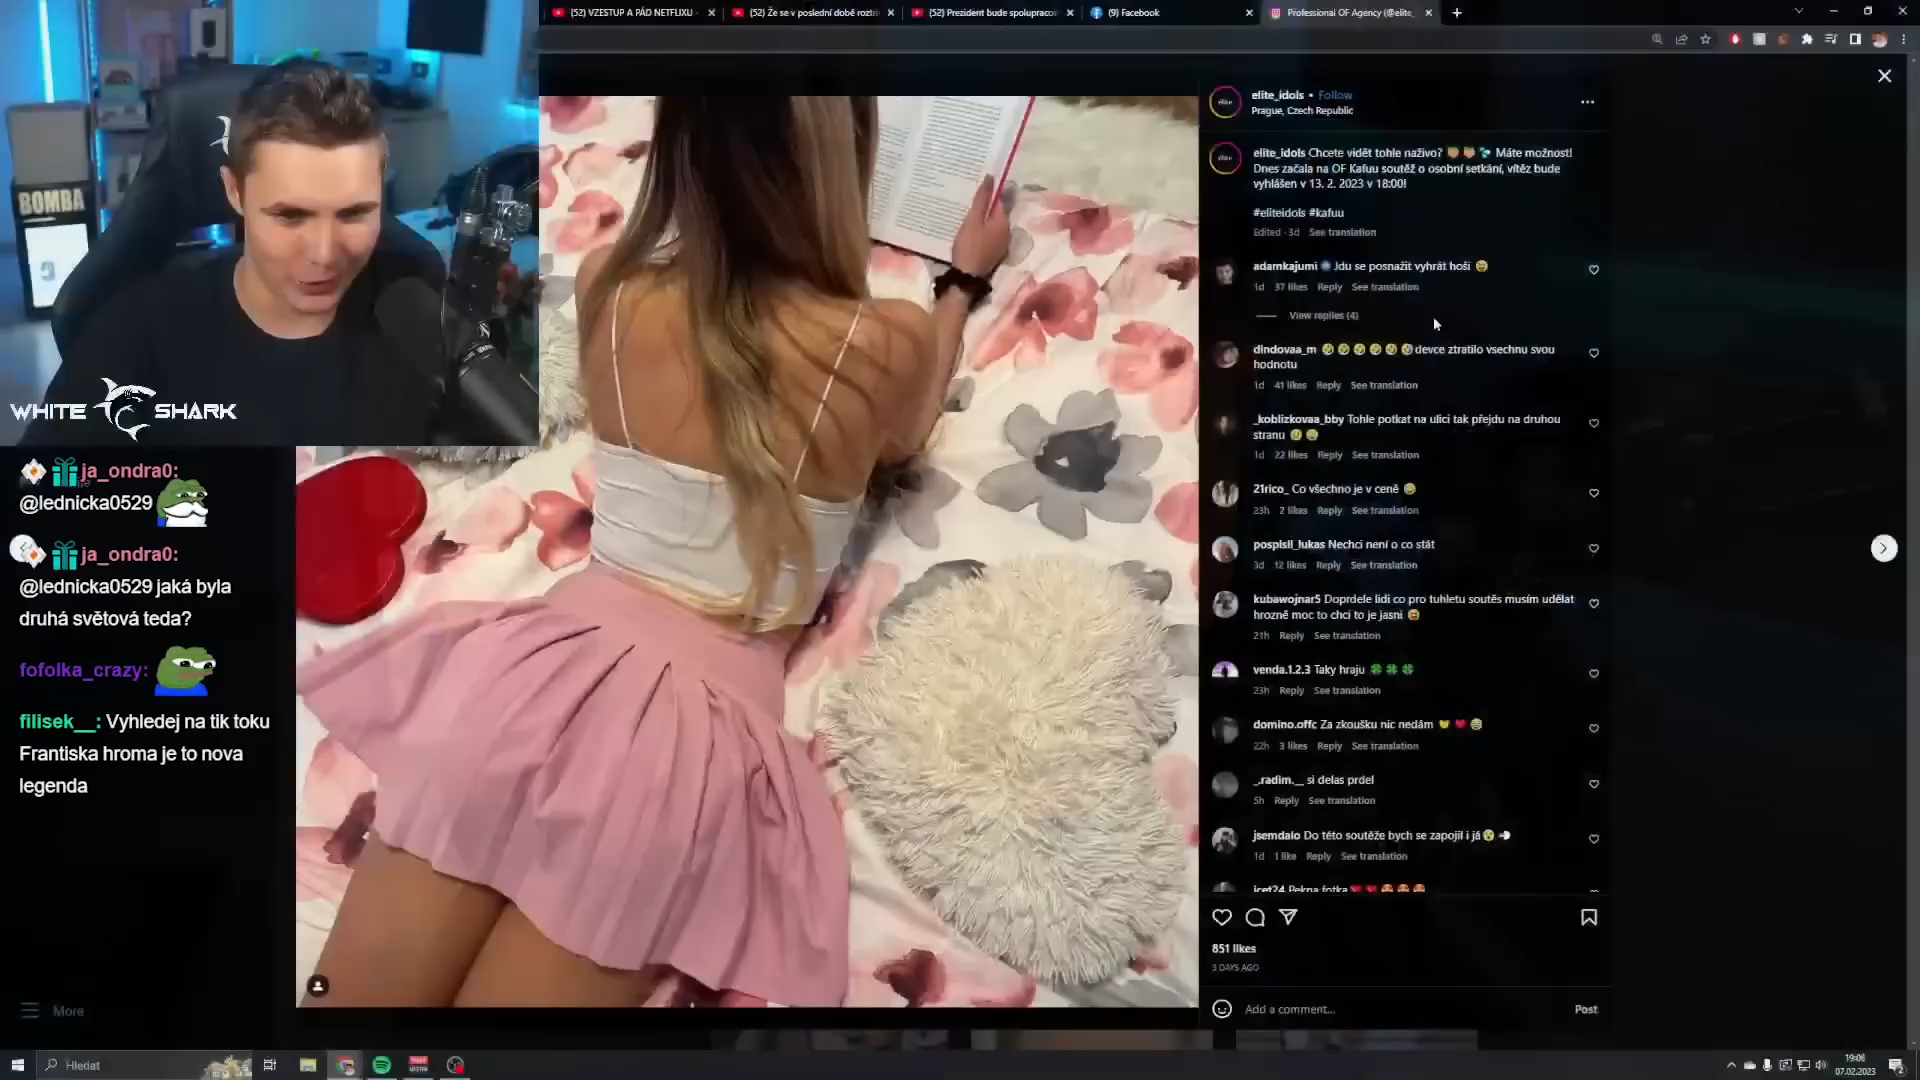 (52) VZESTUP A PÁD NETFLIXU
(52) Že se v poslední době roztr
(52) Prezident bude spolupracov
(9) Facebook
Professional OF Agency (@elite_
BOMBA
WHITE SHARK
ja_ondra0:
@lednicka0529
ja_ondra0:
@lednicka0529 jaká byla
druhá světová teda?
fofolka_crazy:
filisek__: Vyhledej na tik toku
Frantiska hroma je to nova
legenda
More
elite_idols • Follow
Prague, Czech Republic
elite_idols Chcete vidět tohle naživo? Máte možnost!
Dnes začala na OF Kafuu soutěž o osobní setkání, vítěz bude
vyhlášen v 13. 2. 2023 v 18:00!
#eliteidols #kafuu
Edited · 3d See translation
adamkajumi Jdu se posnažit vyhrát hoši
1d 37 likes Reply See translation
View replies (4)
dindovaa_m devce ztratilo vsechnu svou
hodnotu
1d 41 likes Reply See translation
_koblizkovaa_bby Tohle potkat na ulici tak přejdu na druhou
stranu
1d 22 likes Reply See translation
21rico_ Co všechno je v ceně
23h 2 likes Reply See translation
pospisil_lukas Nechci není o co stát
3d 12 likes Reply See translation
kubawojnar5 Doprdele lidi co pro tuhletu soutěs musím udělat
hrozně moc to chci to je jasni
21h Reply See translation
venda.1.2.3 Taky hraju
23h Reply See translation
domino.offc Za zkoušku nic nedám
22h 3 likes Reply See translation
_.radim.__ si delas prdel
5h Reply See translation
jsemdalo Do této soutěže bych se zapojil i já
1d 1 like Reply See translation
icet24 Pekna fotka
851 likes
3 DAYS AGO
Add a comment... Post
Hledat
19:06
07.02.2023